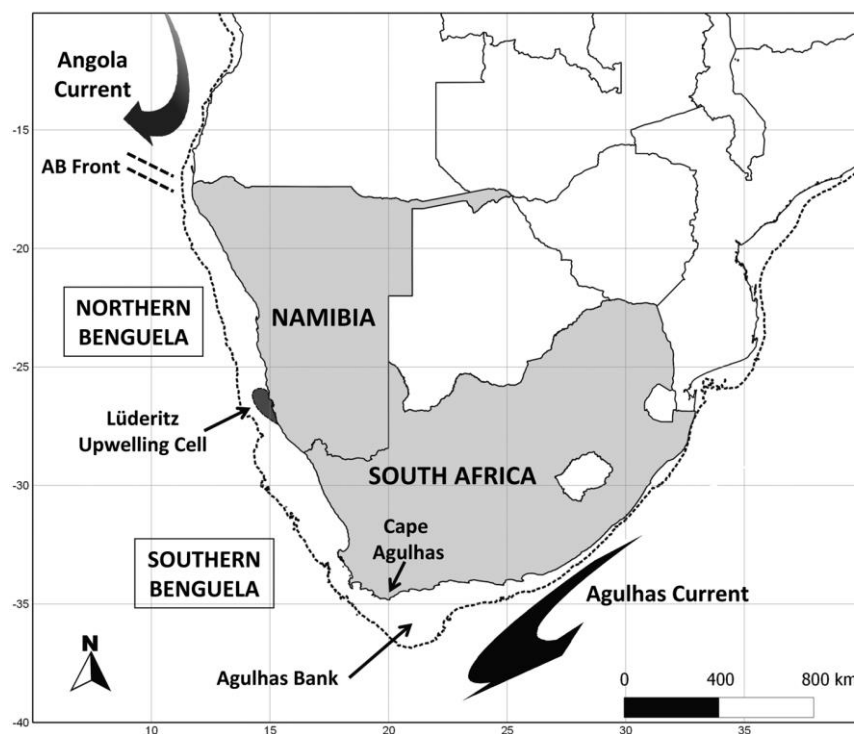 Angola
Current
-15
AB Front
-20
NORTHERN
BENGUELA
NAMIBIA
-25
Lüderitz
Upwelling Cell
SOUTH AFRICA
-30
Cape
Agulhas
SOUTHERN
BENGUELA
Agulhas Current
-35
N
Agulhas Bank
0 400 800 km
-40
10 15 20 25 30 35